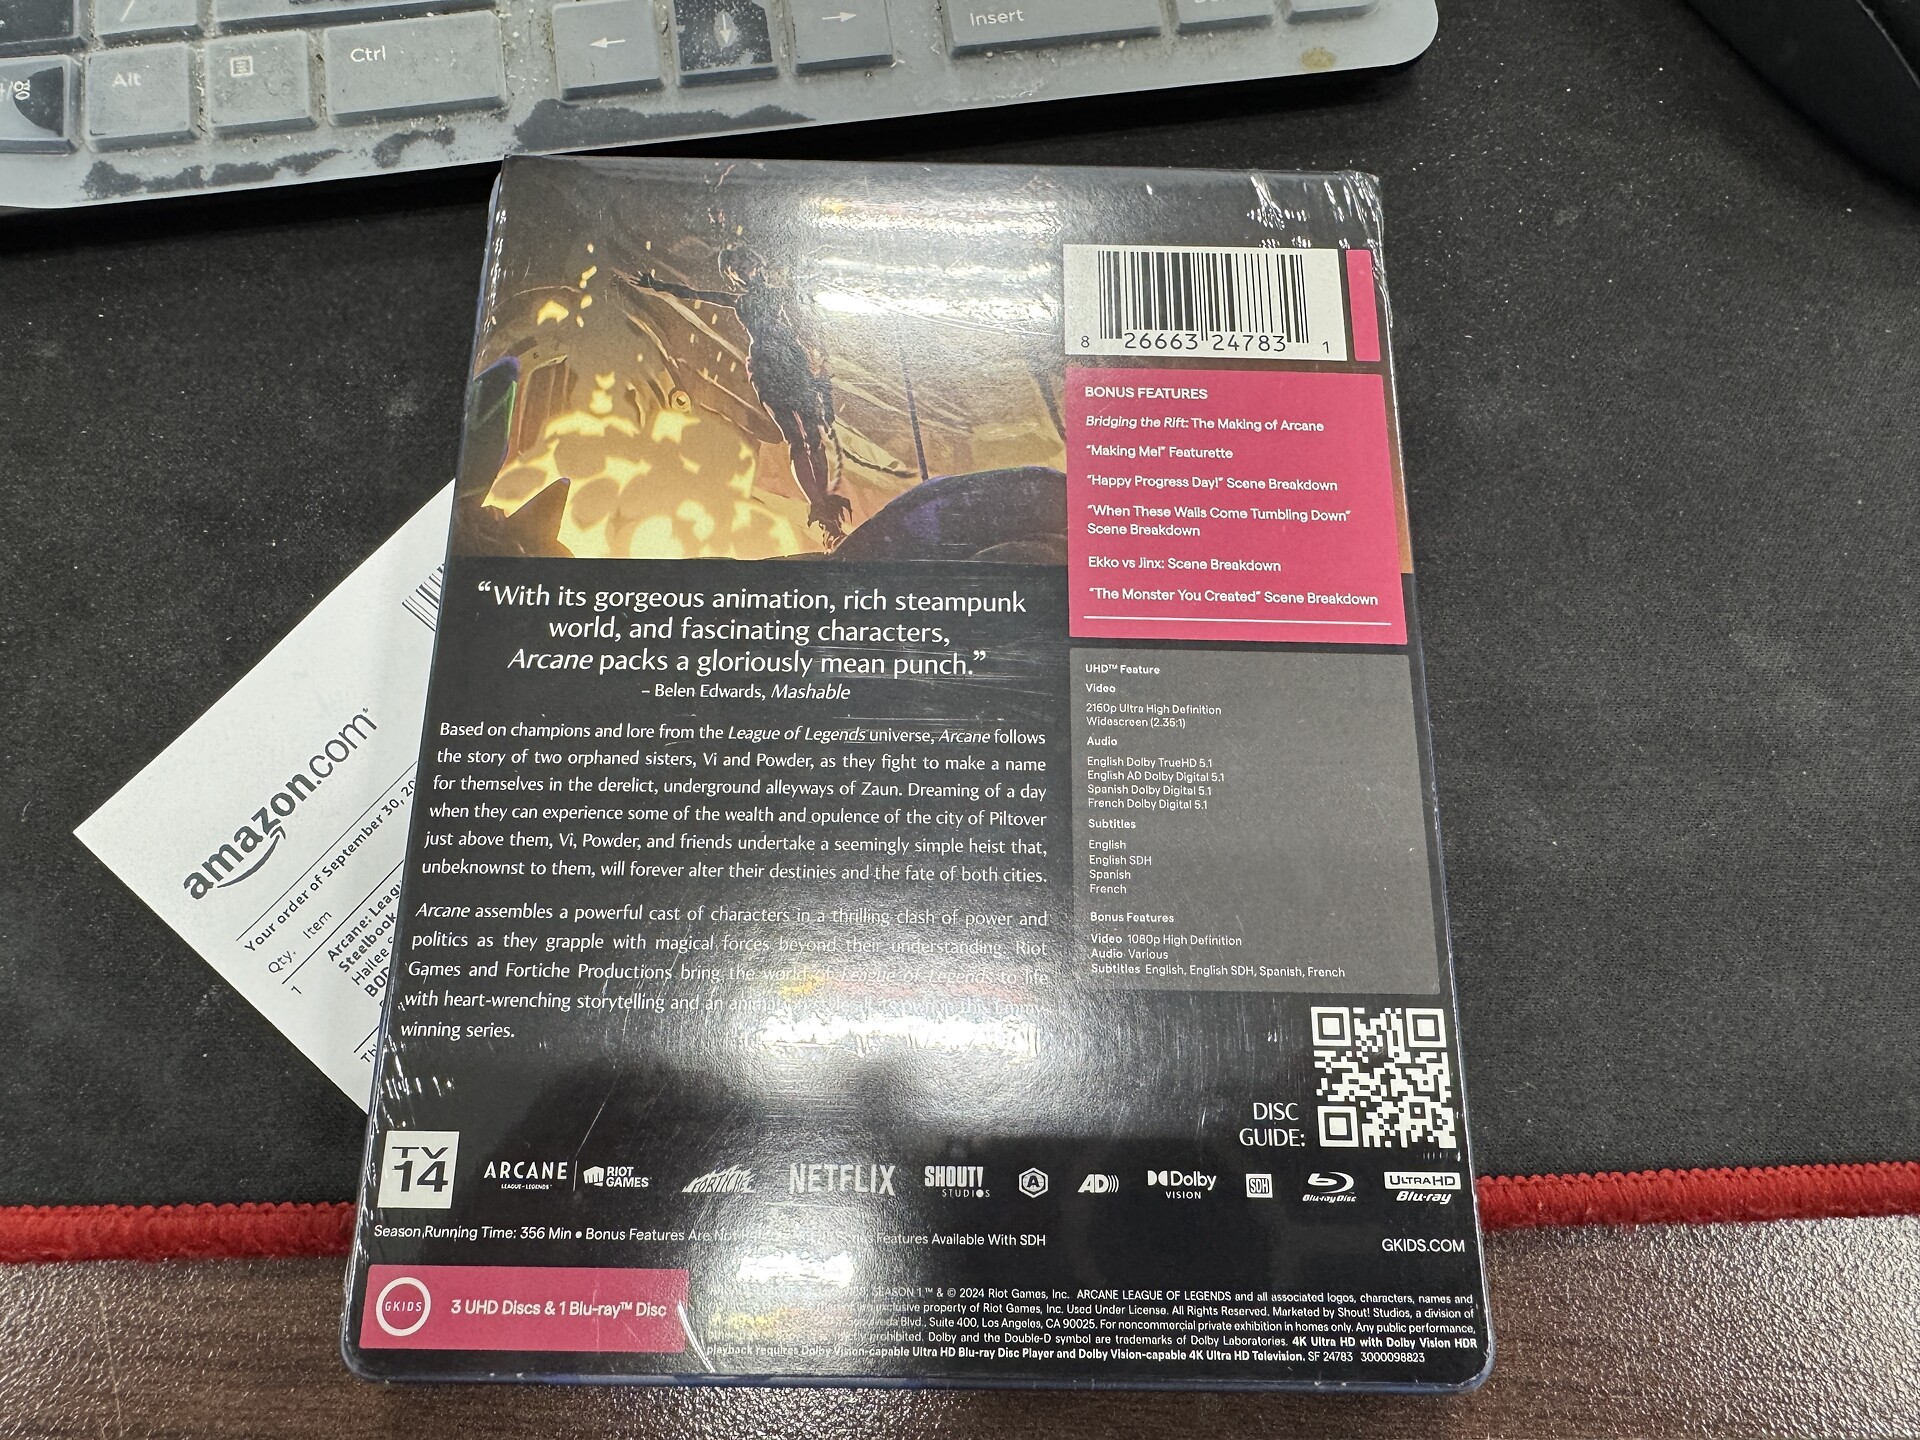 Alt
Ctrl
Insert
8 26663 24783 1
BONUS FEATURES
Bridging the Rift: The Making of Arcane
"Making Me!" Featurette
"Happy Progress Day!" Scene Breakdown
"When These Walls Come Tumbling Down"
Scene Breakdown
Ekko vs Jinx: Scene Breakdown
"The Monster You Created" Scene Breakdown
"With its gorgeous animation, rich steampunk
world, and fascinating characters,
Arcane packs a gloriously mean punch."
– Belen Edwards, Mashable
Based on champions and lore from the League of Legends universe, Arcane follows
the story of two orphaned sisters, Vi and Powder, as they fight to make a name
for themselves in the derelict, underground alleyways of Zaun. Dreaming of a day
when they can experience some of the wealth and opulence of the city of Piltover
just above them, Vi, Powder, and friends undertake a seemingly simple heist that,
unbeknownst to them, will forever alter their destinies and the fate of both cities.
Arcane assembles a powerful cast of characters in a thrilling clash of power and
politics as they grapple with magical forces beyond their understanding. Riot
Games and Fortiche Productions bring the world of League of Legends to life
with heart-wrenching storytelling and an
winning series.
UHD™ Feature
Video
2160p Ultra High Definition
Widescreen (2.35:1)
Audio
English Dolby TrueHD 5.1
English AD Dolby Digital 5.1
Spanish Dolby Digital 5.1
French Dolby Digital 5.1
Subtitles
English
English SDH
Spanish
French
Bonus Features
Video 1080p High Definition
Audio Various
Subtitles English, English SDH, Spanish, French
DISC
GUIDE:
TV
14
ARCANE
LEAGUE OF LEGENDS
RIOT
GAMES
FORTICHE
NETFLIX
SHOUT!
STUDIOS
A
AD)))
Dolby
VISION
SDH
Blu-ray Disc
ULTRA HD
Blu-ray
Season Running Time: 356 Min • Bonus Features Are Not Features Available With SDH
GKIDS.COM
GKIDS
3 UHD Discs & 1 Blu-ray™ Disc
SEASON 1 ™ & © 2024 Riot Games, Inc. ARCANE LEAGUE OF LEGENDS and all associated logos, characters, names and
exclusive property of Riot Games, Inc. Used Under License. All Rights Reserved. Marketed by Shout! Studios, a division of
Blvd., Suite 400, Los Angeles, CA 90025. For noncommercial private exhibition in homes only. Any public performance,
prohibited. Dolby and the Double-D symbol are trademarks of Dolby Laboratories. 4K Ultra HD with Dolby Vision HDR
playback requires Dolby Vision-capable Ultra HD Blu-ray Disc Player and Dolby Vision-capable 4K Ultra HD Television. SF 24783 3000098823
amazon.com
Your order of September 30, 20
Qty. Item
1 Arcane: Leagu
Steelbook
Hailee